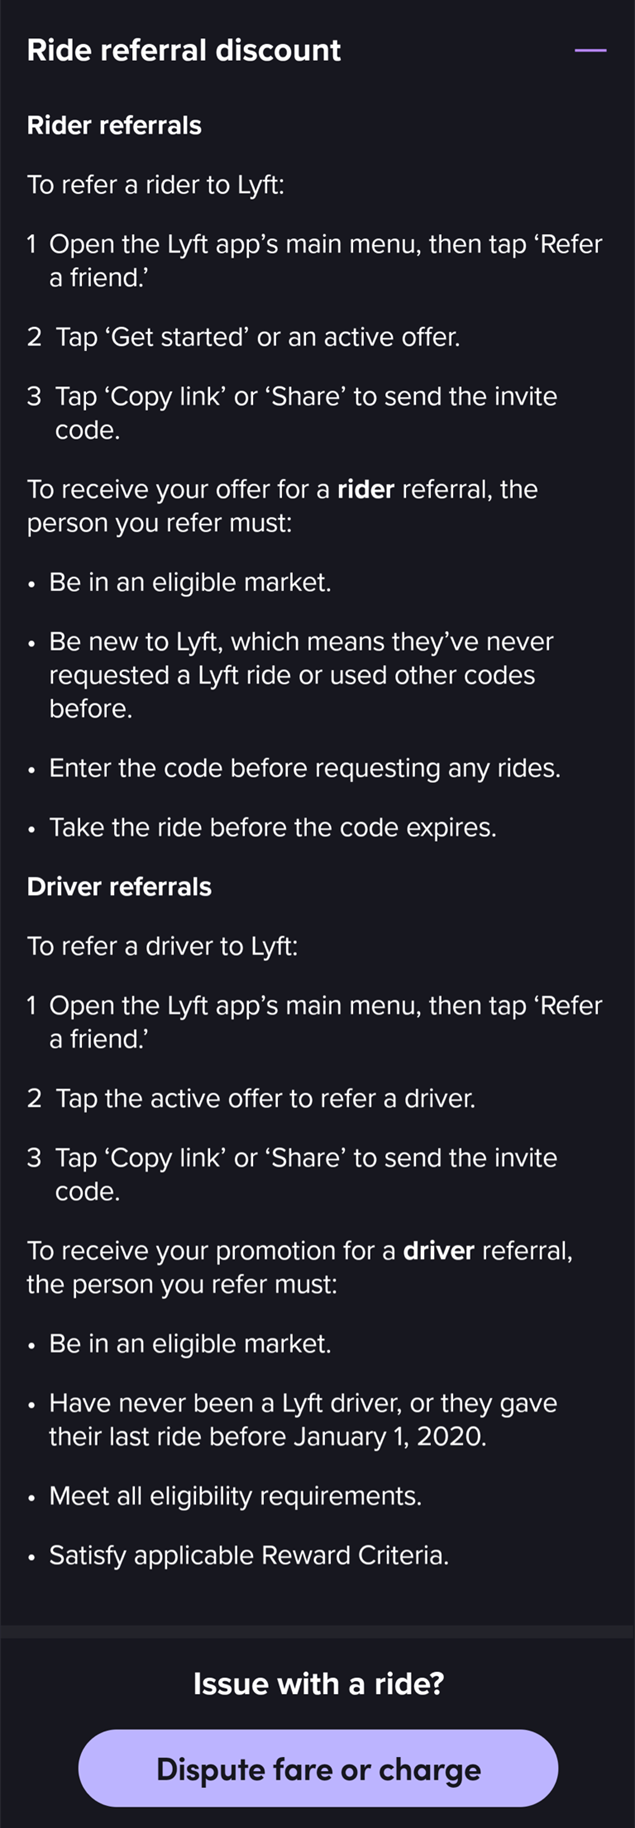 Ride referral discount
Rider referrals
To refer a rider to Lyft:
1 Open the Lyft app’s main menu, then tap ‘Refer
a friend.’
2 Tap ‘Get started’ or an active offer.
3 Tap ‘Copy link’ or ‘Share’ to send the invite
code.
To receive your offer for a rider referral, the
person you refer must:
• Be in an eligible market.
• Be new to Lyft, which means they’ve never
requested a Lyft ride or used other codes
before.
• Enter the code before requesting any rides.
• Take the ride before the code expires.
Driver referrals
To refer a driver to Lyft:
1 Open the Lyft app’s main menu, then tap ‘Refer
a friend.’
2 Tap the active offer to refer a driver.
3 Tap ‘Copy link’ or ‘Share’ to send the invite
code.
To receive your promotion for a driver referral,
the person you refer must:
• Be in an eligible market.
• Have never been a Lyft driver, or they gave
their last ride before January 1, 2020.
• Meet all eligibility requirements.
• Satisfy applicable Reward Criteria.
Issue with a ride?
Dispute fare or charge